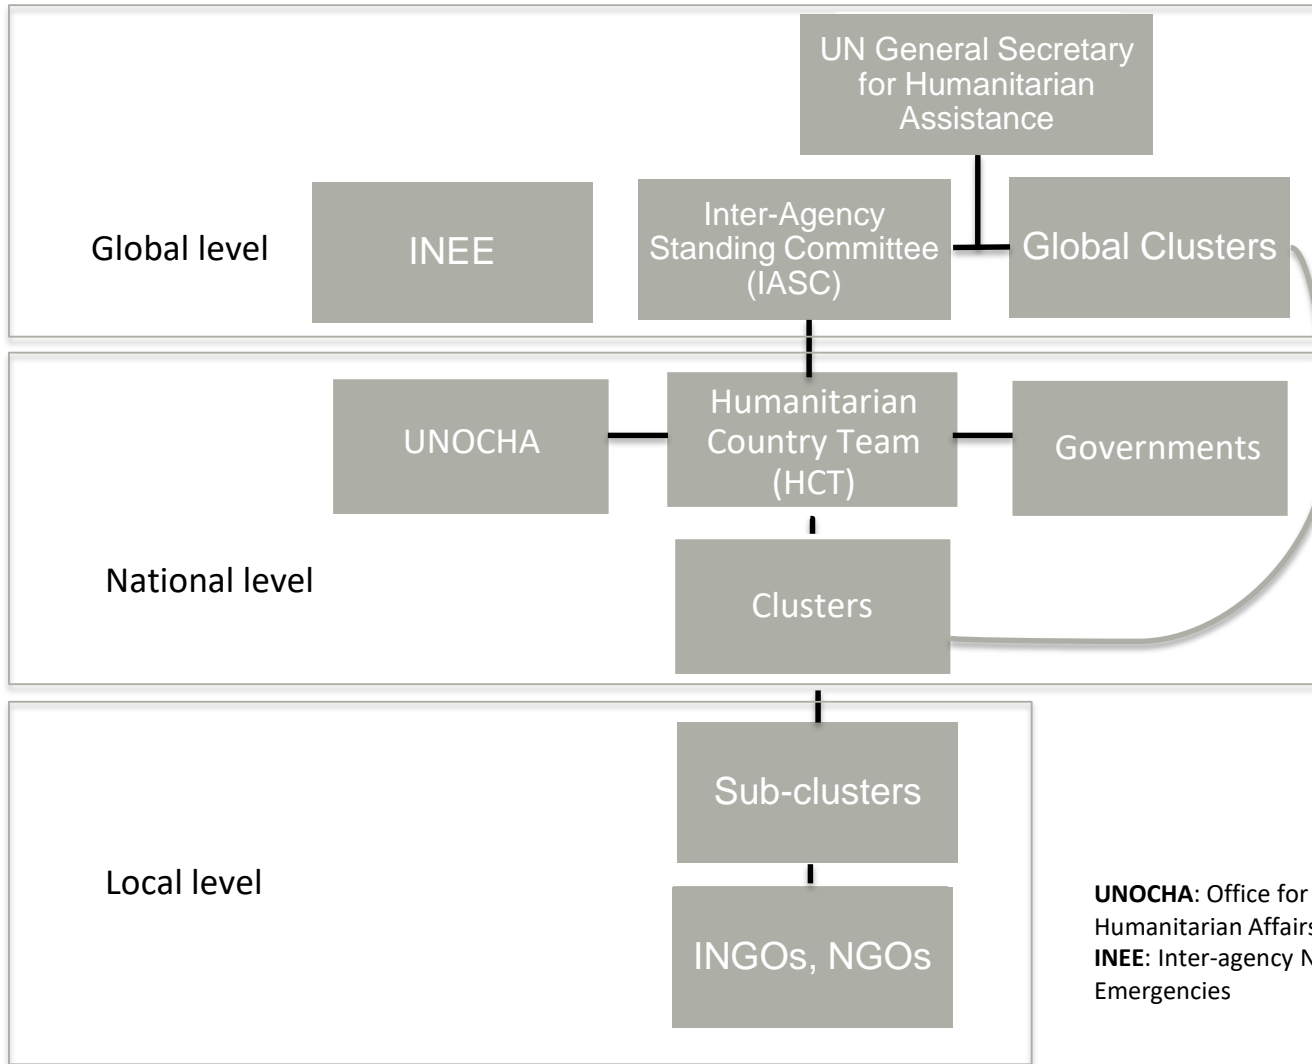 UN General Secretary
for Humanitarian
Assistance
Global level
INEE
Inter-Agency
Standing Committee
(IASC)
Global Clusters
UNOCHA
Humanitarian
Country Team
(HCT)
Governments
National level
Clusters
Sub-clusters
Local level
INGOs, NGOs
UNOCHA: Office for
Humanitarian Affairs
INEE: Inter-agency N
Emergencies